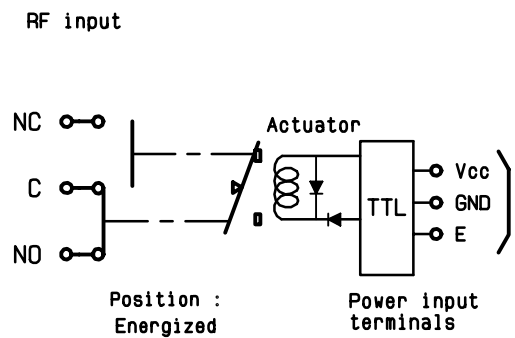 RF input
NC
Actuator
Vcc
C
TTL
GND
E
NO
Position :
Energized
Power input
terminals